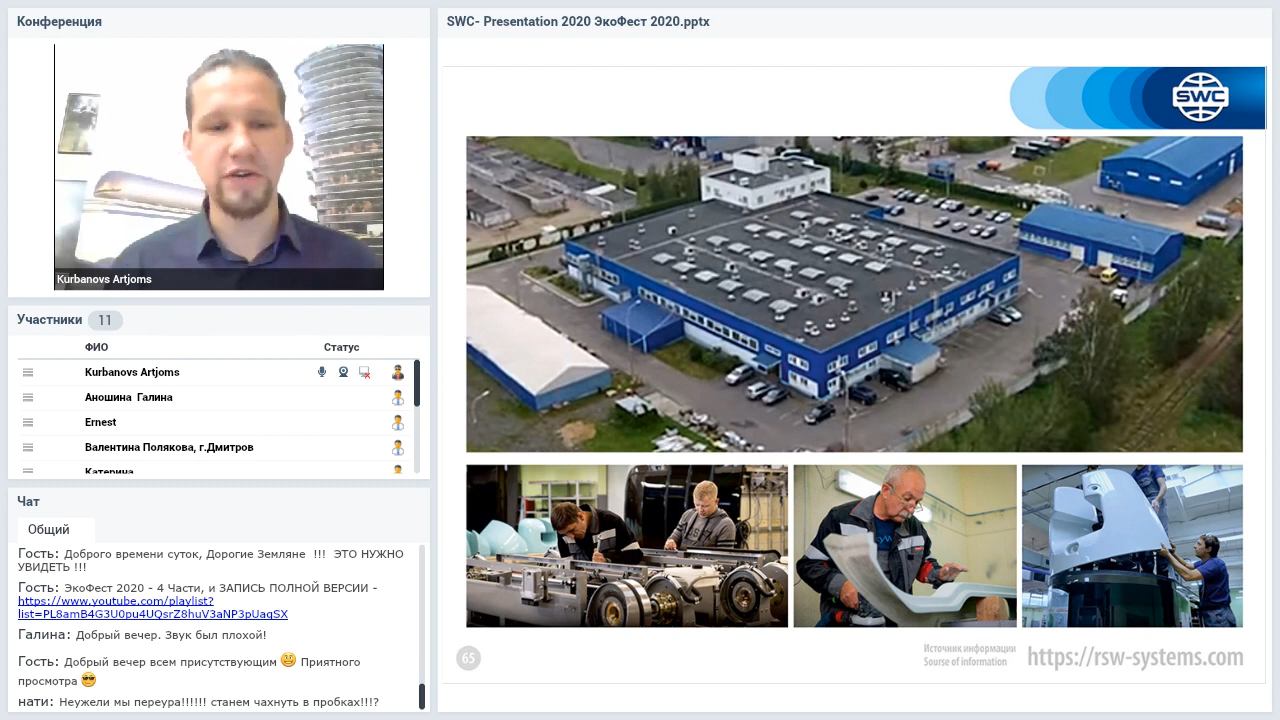 Конференция
Kurbanovs Artjoms
Участники 11
ФИО Статус
Kurbanovs Artjoms
Аношина Галина
Ernest
Валентина Полякова, г.Дмитров
Катерина
Чат
Общий
Гость: Доброго времени суток, Дорогие Земляне !!! ЭТО НУЖНО
УВИДЕТЬ !!!
Гость: ЭкоФест 2020 - 4 Части, и ЗАПИСЬ ПОЛНОЙ ВЕРСИИ -
https://www.youtube.com/playlist?
list=PL8amB4G3U0pu4UQsrZ8huV3aNP3pUaqSX
Галина: Добрый вечер. Звук был плохой!
Гость: Добрый вечер всем присутствующим 😀 Приятного
просмотра 😎
нати: Неужели мы переура!!!!!! станем чахнуть в пробках!!!?
SWC- Presentation 2020 ЭкоФест 2020.pptx
SWC
65
Источник информации
Sourse of information
https://rsw-systems.com